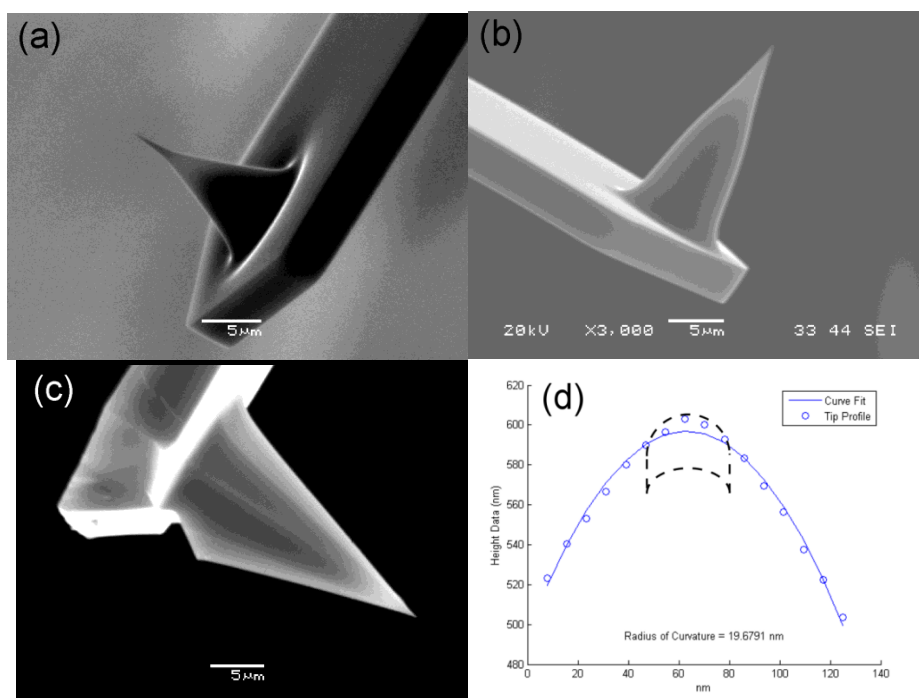 (a)
5μm
(b)
20kV X3,000 5μm 33 44 SEI
(c)
5μm
(d)
Curve Fit
Tip Profile
Height Data (nm)
620
600
580
560
540
520
500
480
Radius of Curvature = 19.6791 nm
0 20 40 60 80 100 120 140
nm